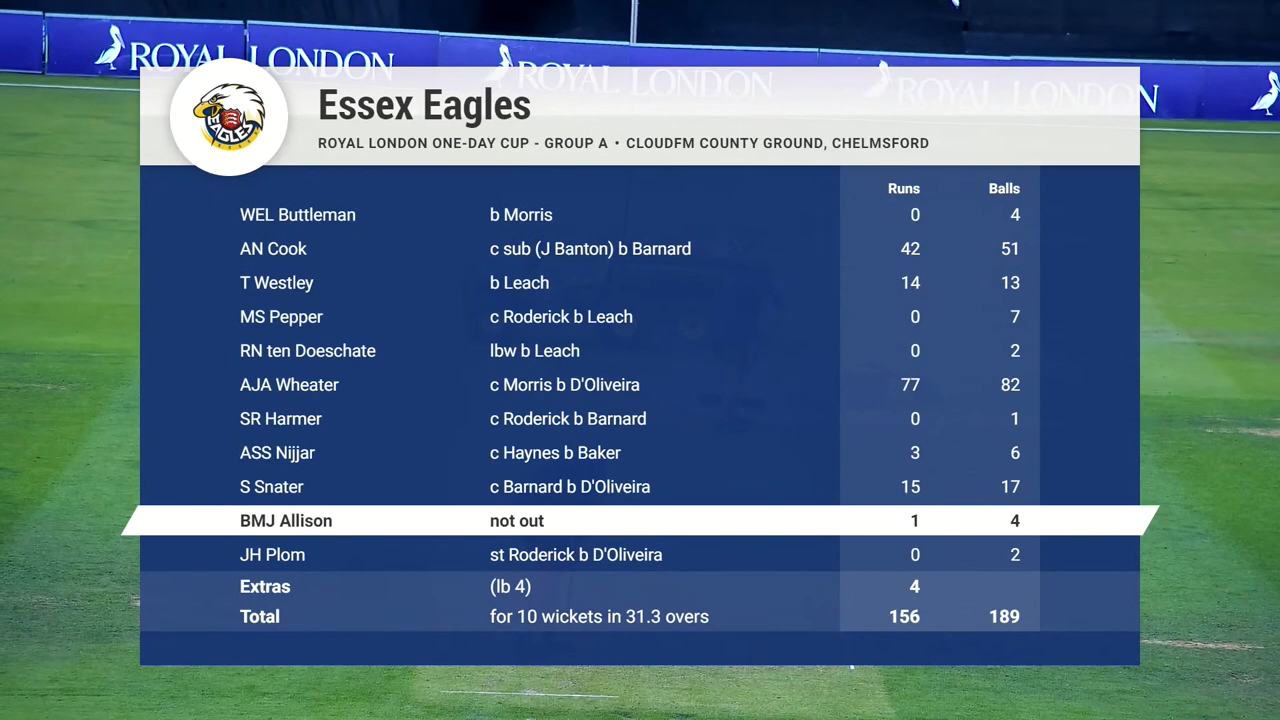 ROYAL LONDON ROYAL LONDON ROYAL LONDON
EAGLES
Essex Eagles
ROYAL LONDON ONE-DAY CUP - GROUP A • CLOUDFM COUNTY GROUND, CHELMSFORD
Runs Balls
WEL Buttleman b Morris 0 4
AN Cook c sub (J Banton) b Barnard 42 51
T Westley b Leach 14 13
MS Pepper c Roderick b Leach 0 7
RN ten Doeschate lbw b Leach 0 2
AJA Wheater c Morris b D'Oliveira 77 82
SR Harmer c Roderick b Barnard 0 1
ASS Nijjar c Haynes b Baker 3 6
S Snater c Barnard b D'Oliveira 15 17
BMJ Allison not out 1 4
JH Plom st Roderick b D'Oliveira 0 2
Extras (lb 4) 4
Total for 10 wickets in 31.3 overs 156 189